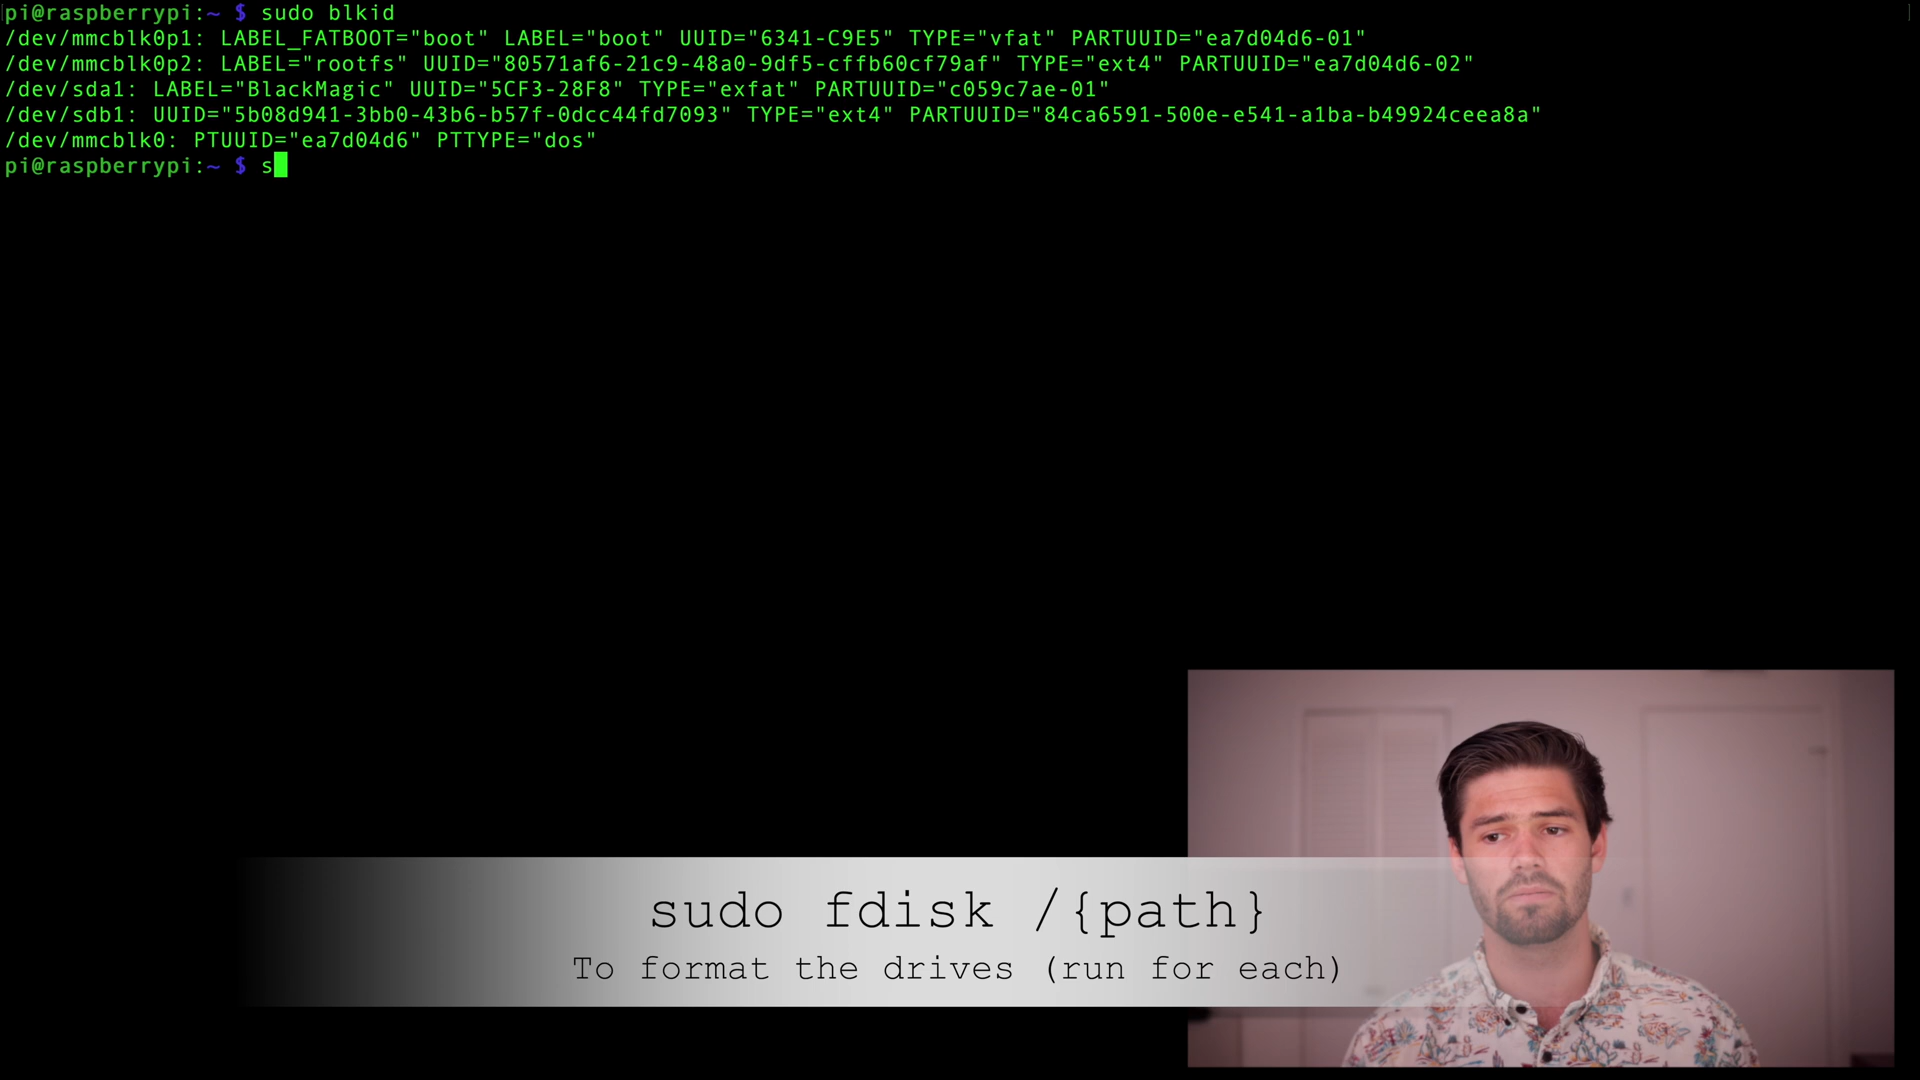 pi@raspberrypi:~ $ sudo blkid
/dev/mmcblk0p1: LABEL_FATBOOT="boot" LABEL="boot" UUID="6341-C9E5" TYPE="vfat" PARTUUID="ea7d04d6-01"
/dev/mmcblk0p2: LABEL="rootfs" UUID="80571af6-21c9-48a0-9df5-cffb60cf79af" TYPE="ext4" PARTUUID="ea7d04d6-02"
/dev/sda1: LABEL="BlackMagic" UUID="5CF3-28F8" TYPE="exfat" PARTUUID="c059c7ae-01"
/dev/sdb1: UUID="5b08d941-3bb0-43b6-b57f-0dcc44fd7093" TYPE="ext4" PARTUUID="84ca6591-500e-e541-a1ba-b49924ceea8a"
/dev/mmcblk0: PTUUID="ea7d04d6" PTTYPE="dos"
pi@raspberrypi:~ $ s
sudo fdisk /{path}
To format the drives (run for each)